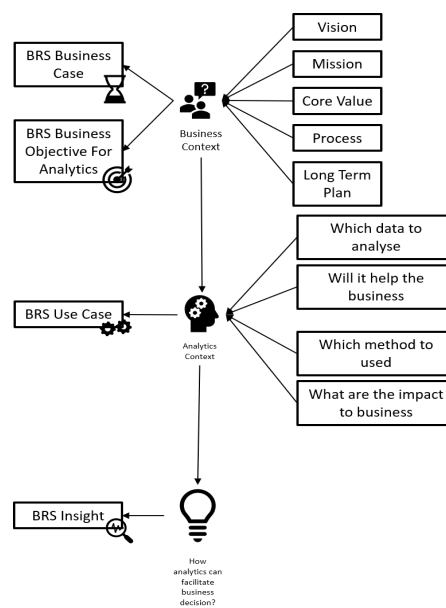 Vision
BRS Business
Case
Mission
?
Core Value
BRS Business
Objective For
Analytics
Business
Context
Process
Long Term
Plan
Which data to
analyse
Will it help the
business
BRS Use Case
Analytics
Context
Which method to
used
What are the impact
to business
BRS Insight
How
analytics can
facilitate
business
decision?